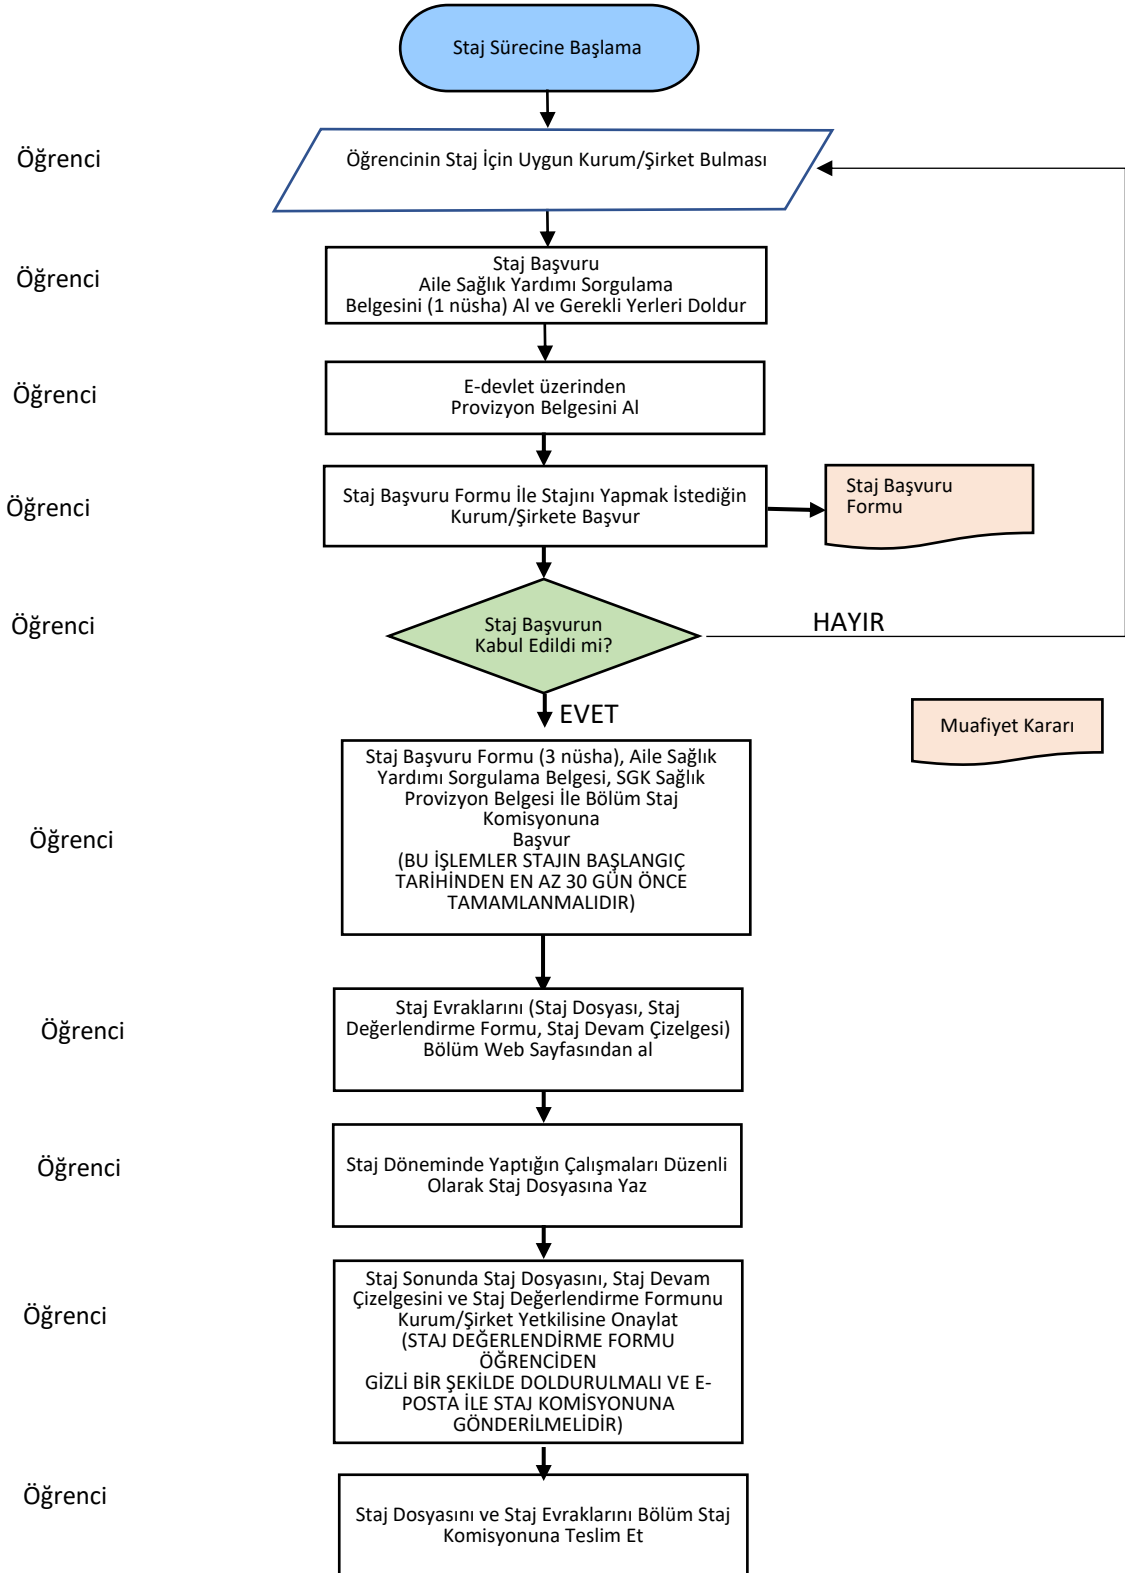 Staj Sürecine Başlama
Öğrenci
Öğrencinin Staj İçin Uygun Kurum/Şirket Bulması
Öğrenci
Staj Başvuru
Aile Sağlık Yardımı Sorgulama
Belgesini (1 nüsha) Al ve Gerekli Yerleri Doldur
Öğrenci
E-devlet üzerinden
Provizyon Belgesini Al
Öğrenci
Staj Başvuru Formu İle Stajını Yapmak İstediğin
Kurum/Şirkete Başvur
Staj Başvuru
Formu
Öğrenci
Staj Başvurun
Kabul Edildi mi?
HAYIR
EVET
Muafiyet Kararı
Öğrenci
Staj Başvuru Formu (3 nüsha), Aile Sağlık
Yardımı Sorgulama Belgesi, SGK Sağlık
Provizyon Belgesi İle Bölüm Staj
Komisyonuna
Başvur
(BU İŞLEMLER STAJIN BAŞLANGIÇ
TARİHİNDEN EN AZ 30 GÜN ÖNCE
TAMAMLANMALIDIR)
Öğrenci
Staj Evraklarını (Staj Dosyası, Staj
Değerlendirme Formu, Staj Devam Çizelgesi)
Bölüm Web Sayfasından al
Öğrenci
Staj Döneminde Yaptığın Çalışmaları Düzenli
Olarak Staj Dosyasına Yaz
Öğrenci
Staj Sonunda Staj Dosyasını, Staj Devam
Çizelgesini ve Staj Değerlendirme Formunu
Kurum/Şirket Yetkilisine Onaylat
(STAJ DEĞERLENDİRME FORMU
ÖĞRENCİDEN
GİZLİ BİR ŞEKİLDE DOLDURULMALI VE E-
POSTA İLE STAJ KOMİSYONUNA
GÖNDERİLMELİDİR)
Öğrenci
Staj Dosyasını ve Staj Evraklarını Bölüm Staj
Komisyonuna Teslim Et